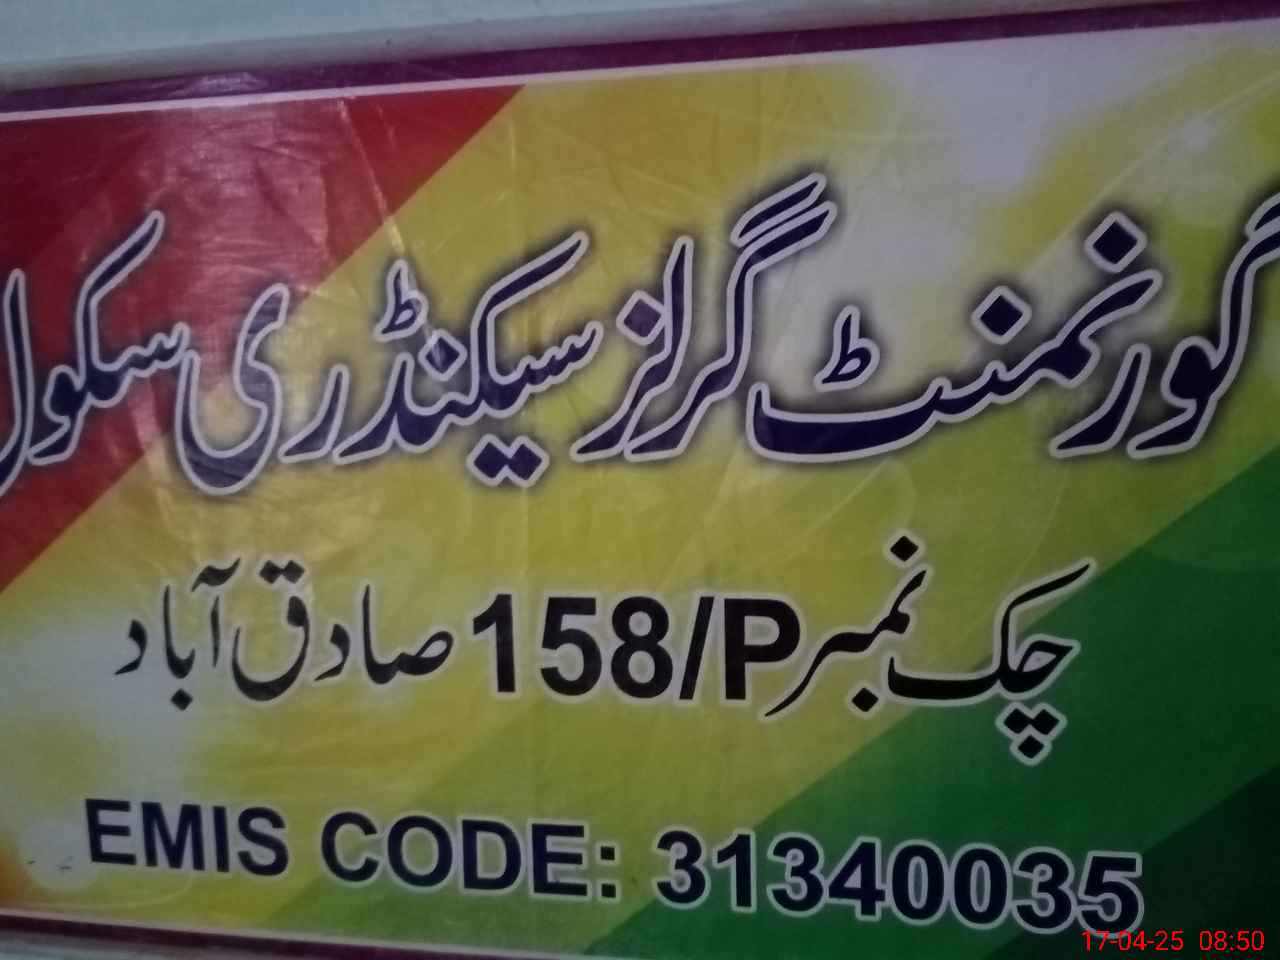 گورنمنٹ گرلز سیکنڈری سکول
چک نمبر 158/P صادق آباد
EMIS CODE: 31340035
17-04-25 08:50